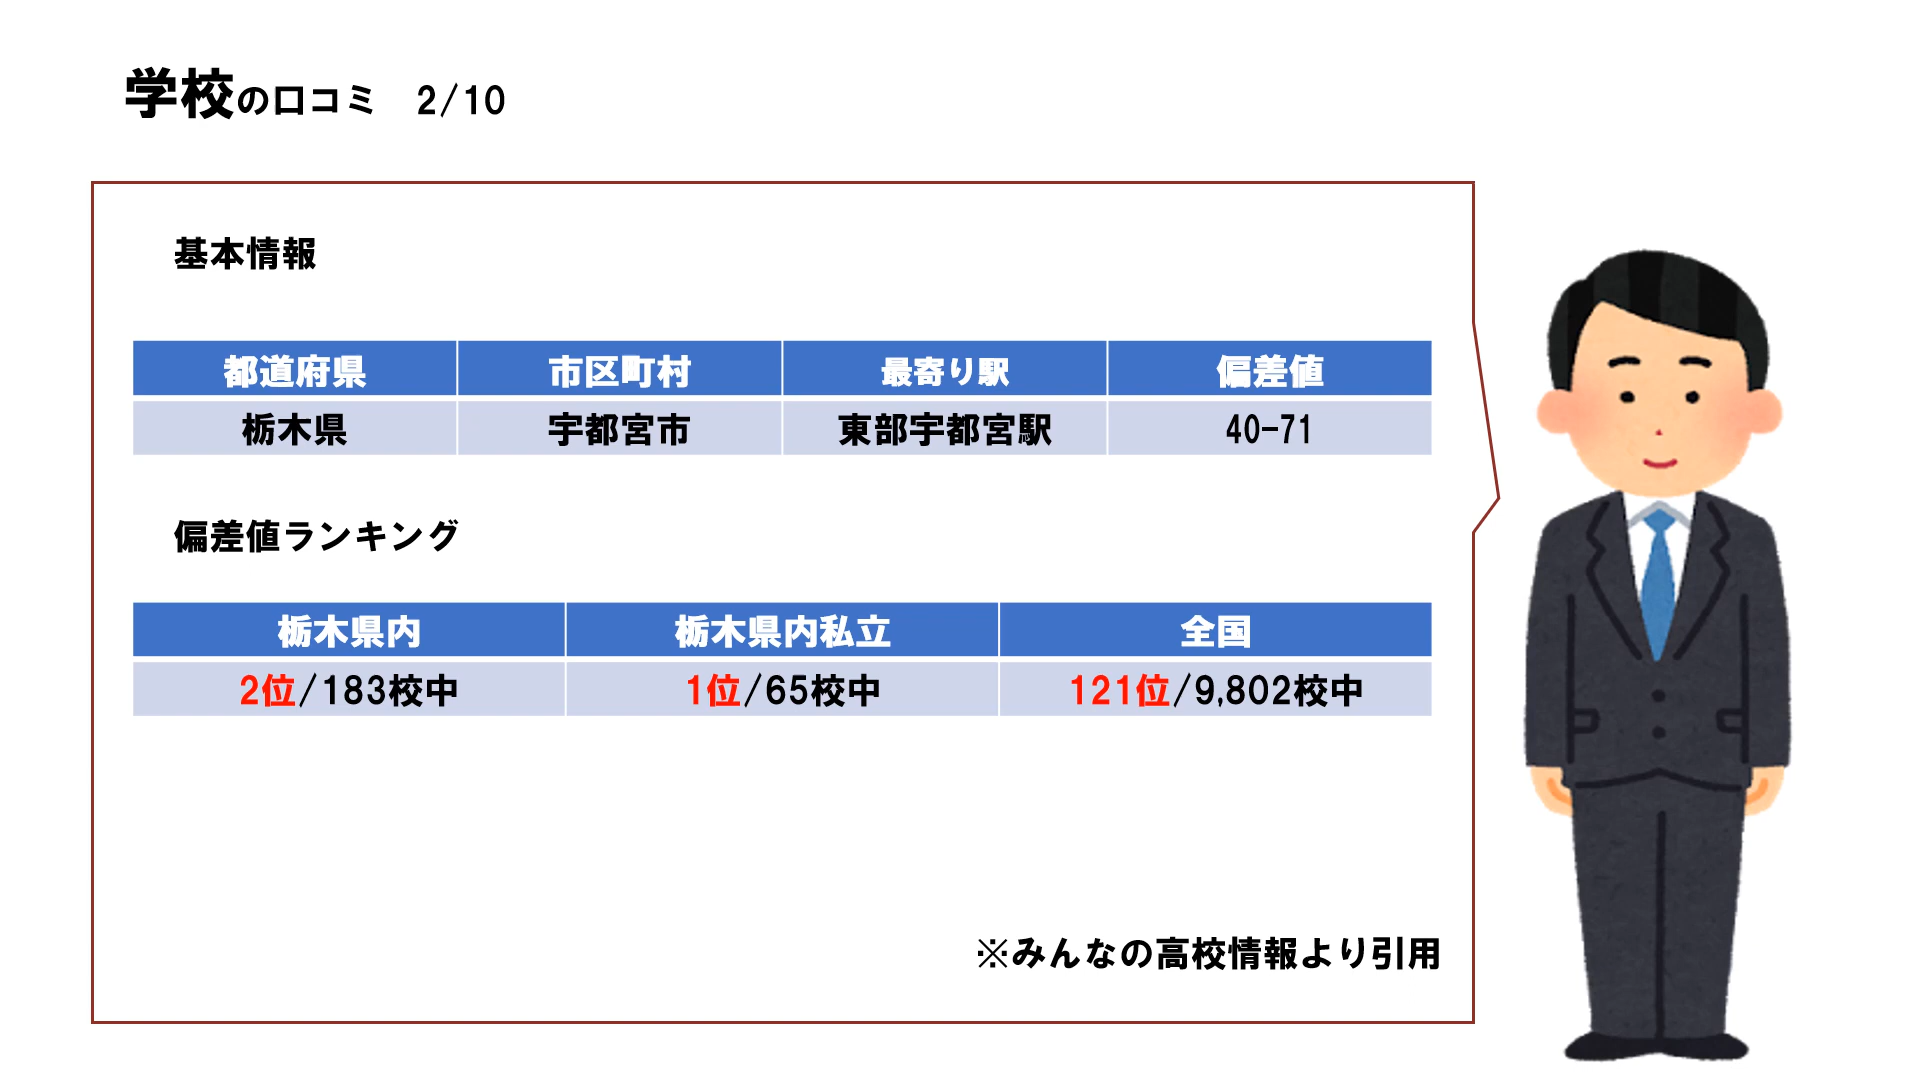 学校の口コミ　2/10
基本情報
都道府県 市区町村 最寄り駅 偏差値
栃木県 宇都宮市 東部宇都宮駅 40-71
偏差値ランキング
栃木県内 栃木県内私立 全国
2位/183校中 1位/65校中 121位/9,802校中
※みんなの高校情報より引用